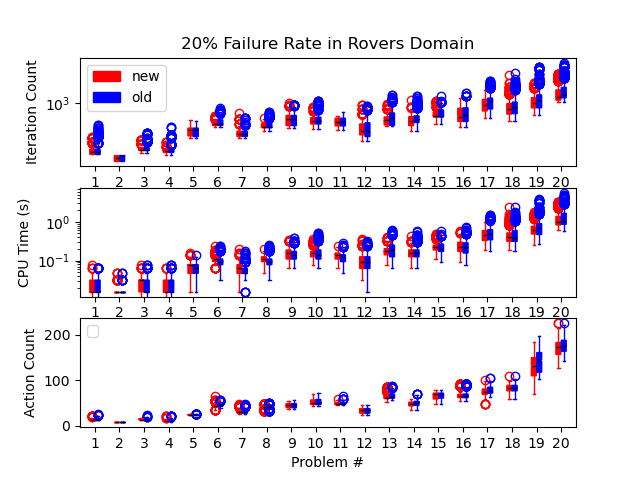 20% Failure Rate in Rovers Domain
Iteration Count
10³
new
old
1 2 3 4 5 6 7 8 9 10 11 12 13 14 15 16 17 18 19 20
CPU Time (s)
10⁰
10⁻¹
1 2 3 4 5 6 7 8 9 10 11 12 13 14 15 16 17 18 19 20
Action Count
200
100
0
1 2 3 4 5 6 7 8 9 10 11 12 13 14 15 16 17 18 19 20
Problem #